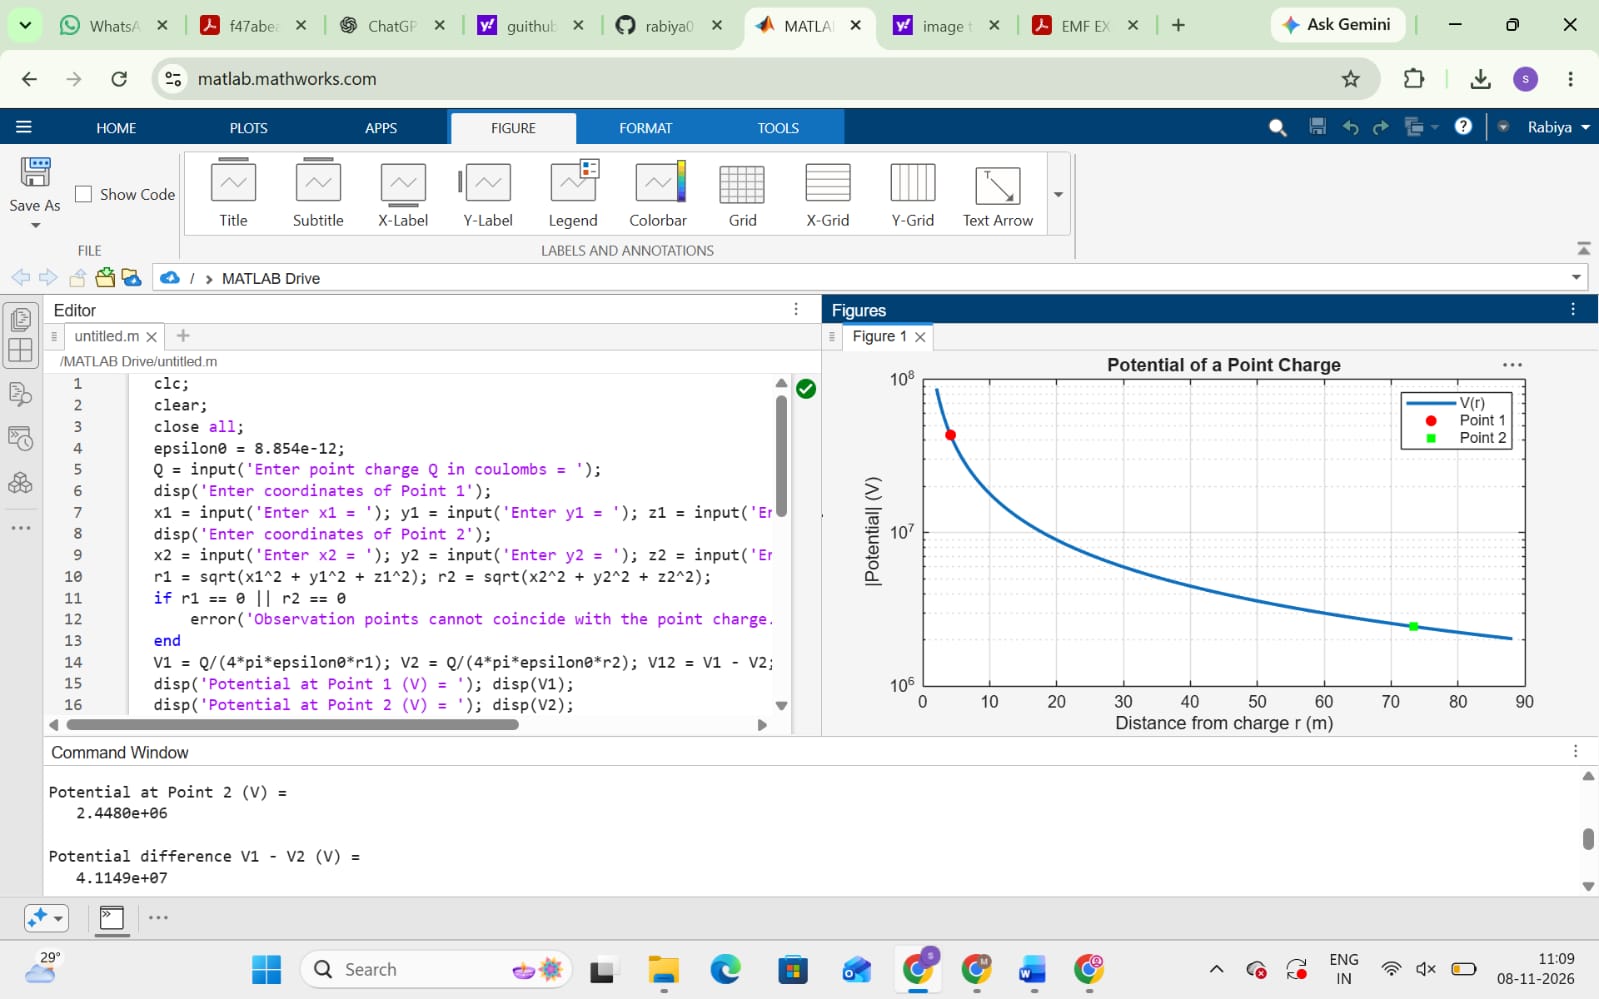 WhatsA
f47abea
ChatGP
guithub
rabiya0
MATLA
image t
EMF EX
Ask Gemini
matlab.mathworks.com
S
HOME
PLOTS
APPS
FIGURE
FORMAT
TOOLS
Rabiya
Save As
Show Code
Title
Subtitle
X-Label
Y-Label
Legend
Colorbar
Grid
X-Grid
Y-Grid
Text Arrow
FILE
LABELS AND ANNOTATIONS
/ > MATLAB Drive
Editor
untitled.m
/MATLAB Drive/untitled.m
1 clc;
2 clear;
3 close all;
4 epsilon0 = 8.854e-12;
5 Q = input('Enter point charge Q in coulombs = ');
6 disp('Enter coordinates of Point 1');
7 x1 = input('Enter x1 = '); y1 = input('Enter y1 = '); z1 = input('En
8 disp('Enter coordinates of Point 2');
9 x2 = input('Enter x2 = '); y2 = input('Enter y2 = '); z2 = input('En
10 r1 = sqrt(x1^2 + y1^2 + z1^2); r2 = sqrt(x2^2 + y2^2 + z2^2);
11 if r1 == 0 || r2 == 0
12 error('Observation points cannot coincide with the point charge.
13 end
14 V1 = Q/(4*pi*epsilon0*r1); V2 = Q/(4*pi*epsilon0*r2); V12 = V1 - V2;
15 disp('Potential at Point 1 (V) = '); disp(V1);
16 disp('Potential at Point 2 (V) = '); disp(V2);
Figures
Figure 1
Potential of a Point Charge
10^8
10^7
10^6
|Potential| (V)
V(r)
Point 1
Point 2
0 10 20 30 40 50 60 70 80 90
Distance from charge r (m)
Command Window
Potential at Point 2 (V) =
2.4480e+06
Potential difference V1 - V2 (V) =
4.1149e+07
29°
Search
S
M
ENG
IN
11:09
08-11-2026